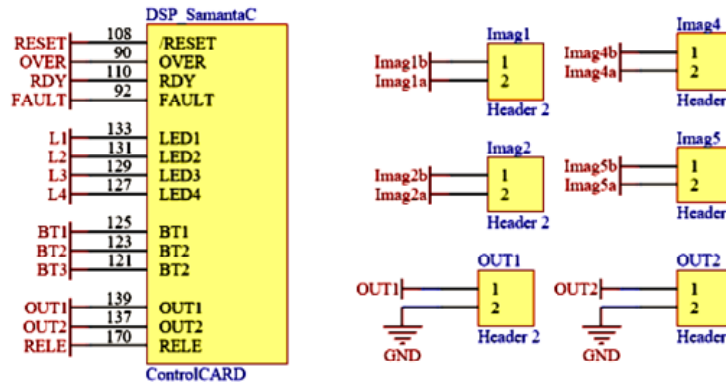 DSP_SamantaC
RESET 108 /RESET
OVER 90 OVER
RDY 110 RDY
FAULT 92 FAULT
L1 133 LED1
L2 131 LED2
L3 129 LED3
L4 127 LED4
BT1 125 BT1
BT2 123 BT2
BT3 121 BT2
OUT1 139 OUT1
OUT2 137 OUT2
RELE 170 RELE
ControlCARD
Imag1
Imag1b 1
Imag1a 2
Header 2
Imag4
Imag4b 1
Imag4a 2
Header
Imag2
Imag2b 1
Imag2a 2
Header 2
Imag5
Imag5b 1
Imag5a 2
Header
OUT1
OUT1 1
2
Header 2
GND
OUT2
OUT2 1
2
Header
GND